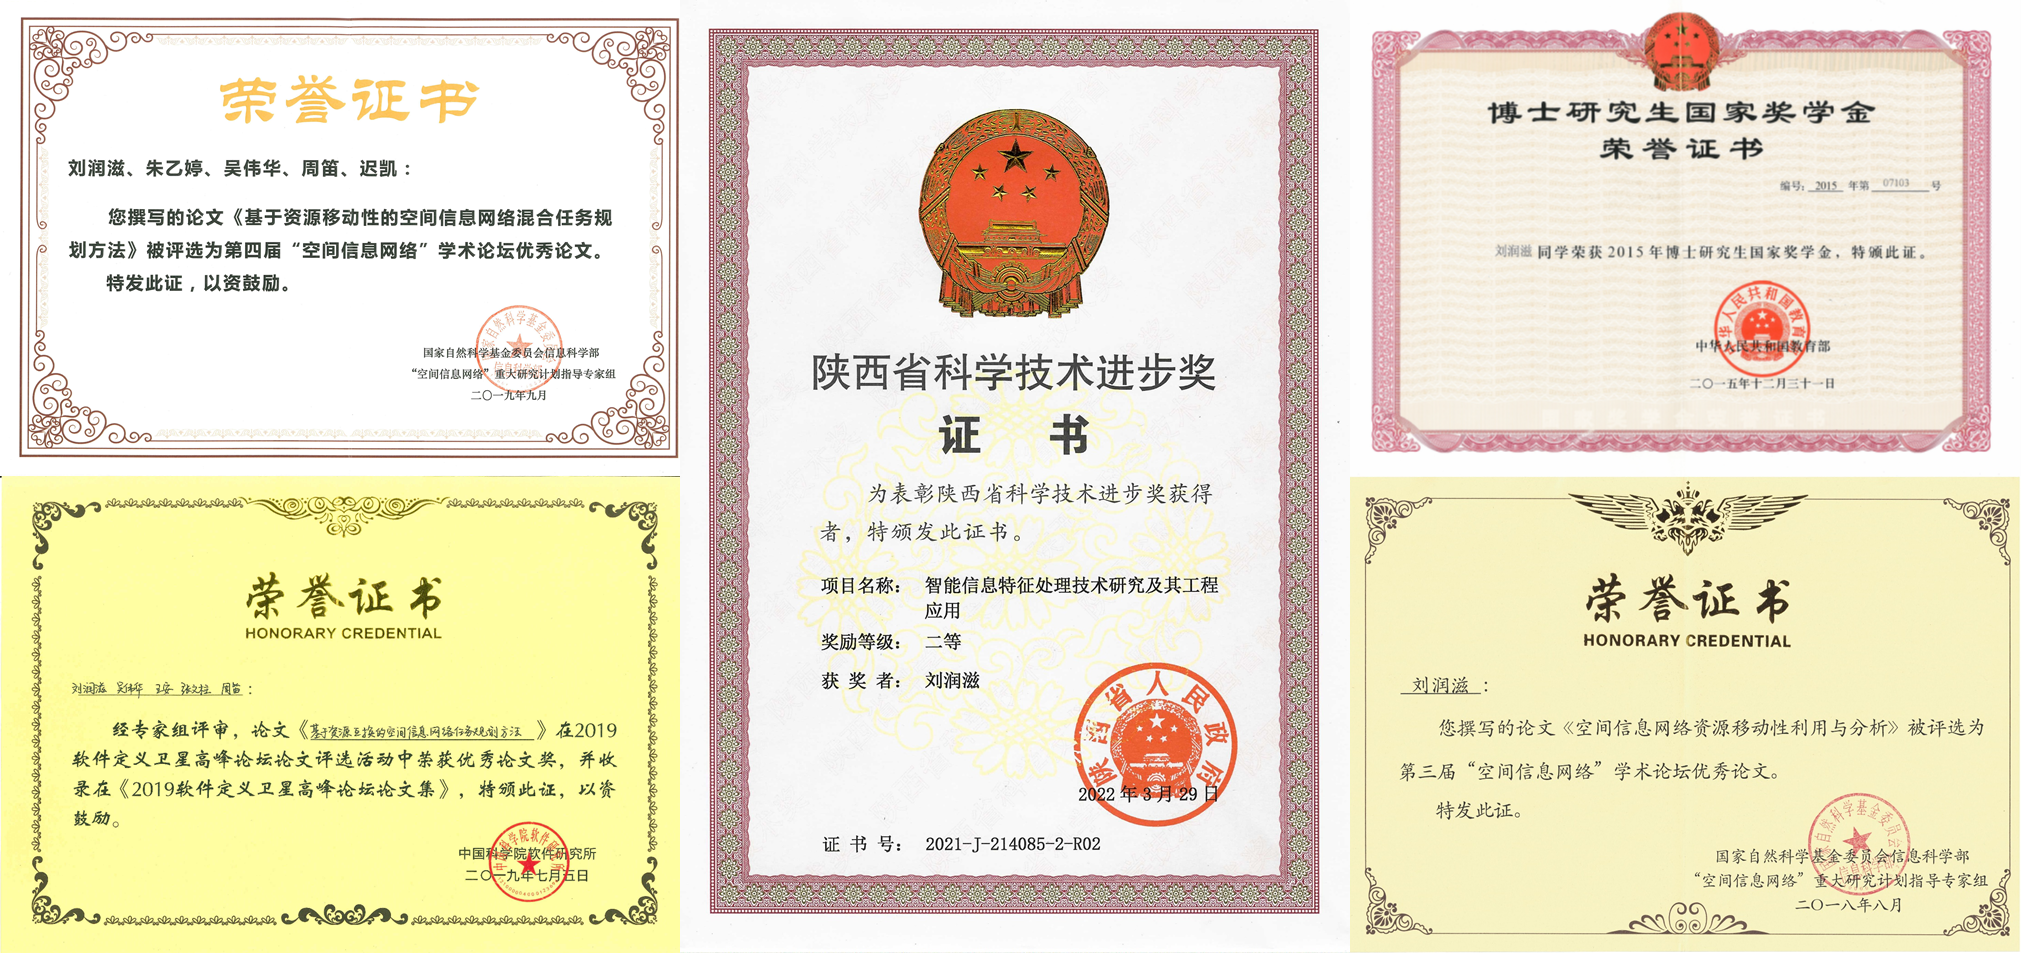 荣誉证书
刘润滋、朱乙婷、吴伟华、周笛、迟凯：
您撰写的论文《基于资源移动性的空间信息网络混合任务规
划方法》被评选为第四届“空间信息网络”学术论坛优秀论文。
特发此证，以资鼓励。
国家自然科学基金委员会信息科学部
“空间信息网络”重大研究计划指导专家组
二〇一九年九月
荣誉证书
HONORARY CREDENTIAL
刘润滋 吴伟华 周笛：
经专家组评审，论文《基于资源互换的空间信息网络任务规划方法》在2019
软件定义卫星高峰论坛论文评选活动中荣获优秀论文奖，并收
录在《2019软件定义卫星高峰论坛论文集》，特颁此证，以资
鼓励。
中国科学院软件研究所
二〇一九年七月五日
陕西省科学技术进步奖
证 书
为表彰陕西省科学技术进步奖获得
者，特颁发此证书。
项目名称： 智能信息特征处理技术研究及其工程
应用
奖励等级： 二等
获 奖 者： 刘润滋
陕西省人民政府
2022 年 3 月 29 日
证 书 号： 2021-J-214085-2-R02
博士研究生国家奖学金
荣誉证书
编号：2015 年第 07103 号
刘润滋 同学荣获 2015 年博士研究生国家奖学金，特颁此证。
中华人民共和国教育部
中华人民共和国教育部
二〇一五年十二月三十一日
荣誉证书
HONORARY CREDENTIAL
刘润滋：
您撰写的论文《空间信息网络资源移动性利用与分析》被评选为
第三届“空间信息网络”学术论坛优秀论文。
特发此证。
国家自然科学基金委员会信息科学部
“空间信息网络”重大研究计划指导专家组
二〇一八年八月